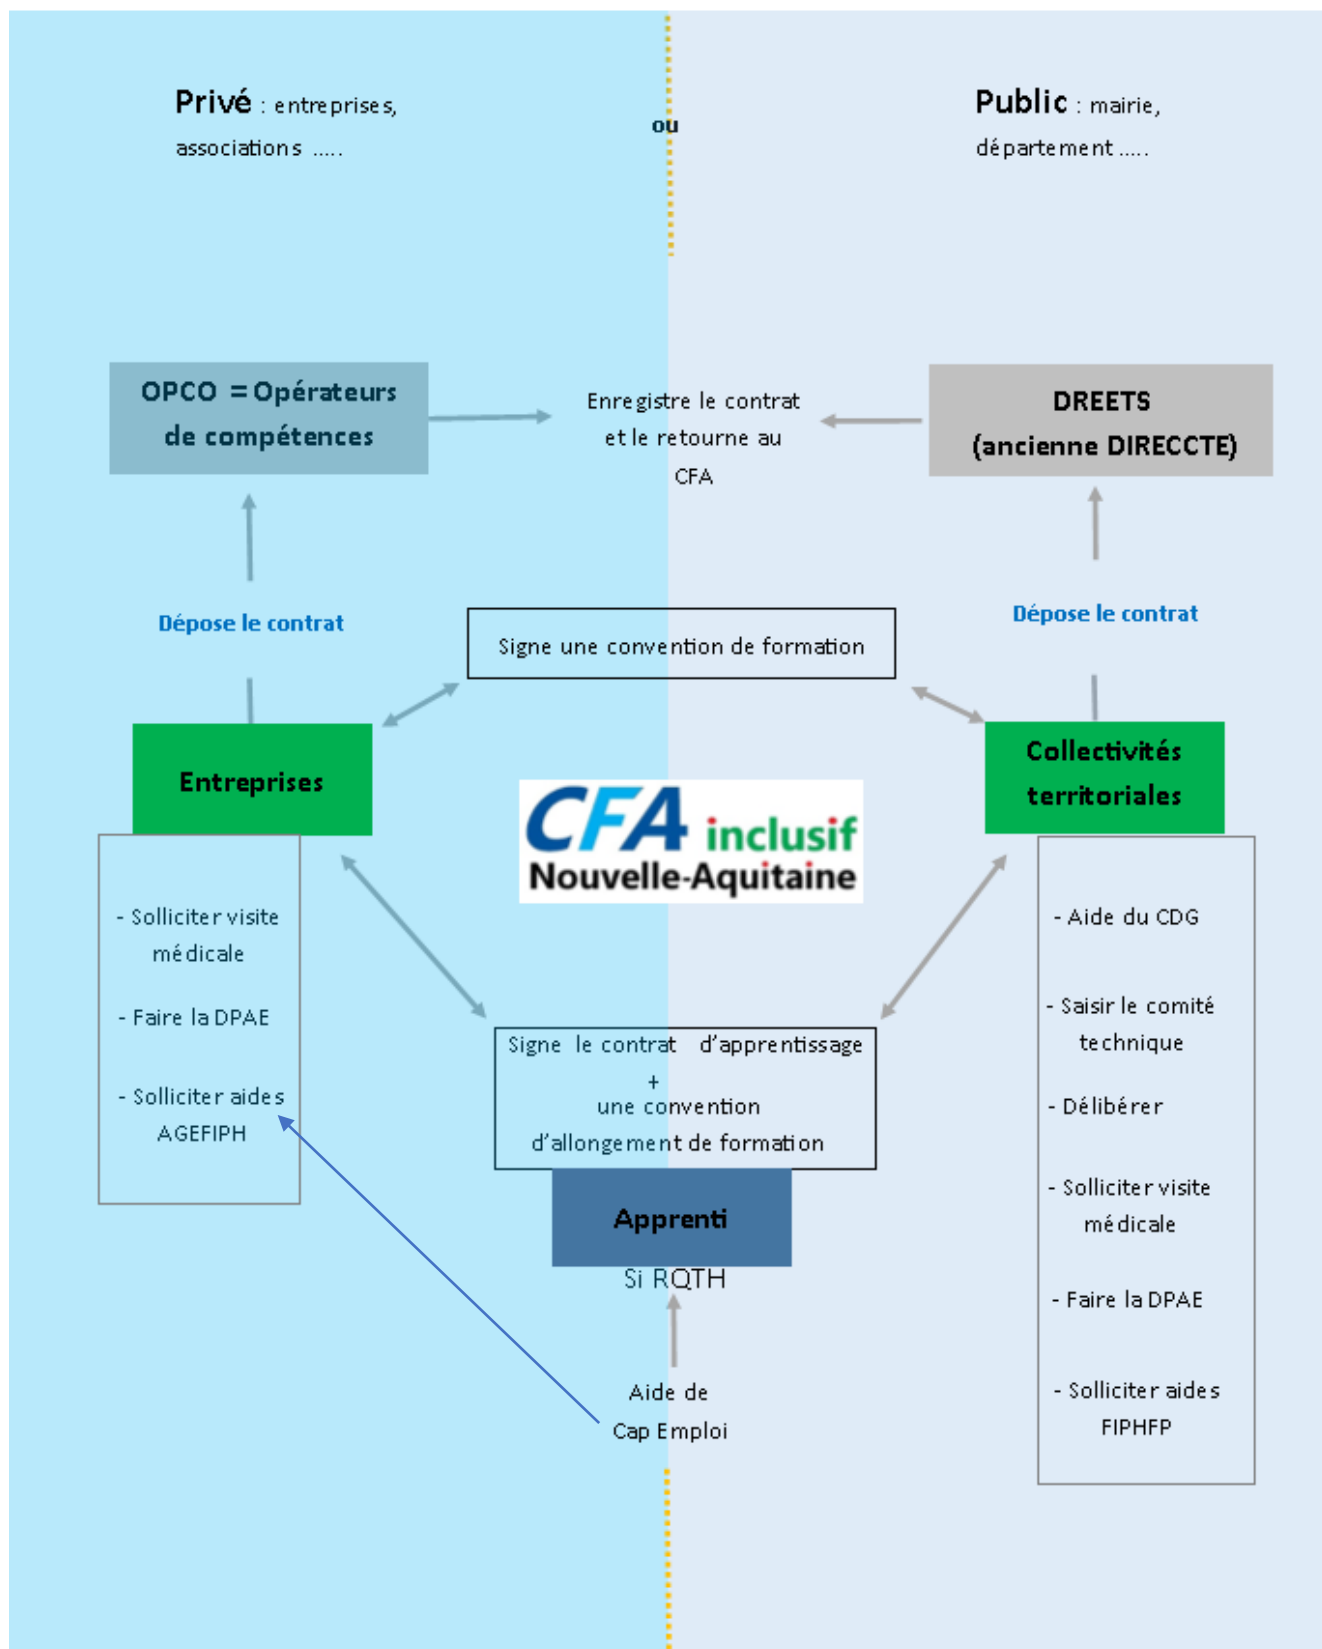 Privé : entreprises,
associations .....
ou
Public : mairie,
département .....
OPCO = Opérateurs
de compétences
Enregistre le contrat
et le retourne au
CFA
DREETS
(ancienne DIRECCTE)
Dépose le contrat
Signe une convention de formation
Dépose le contrat
Entreprises
Collectivités
territoriales
CFA inclusif
Nouvelle-Aquitaine
- Solliciter visite
médicale
- Faire la DPAE
- Solliciter aides
AGEFIPH
Signe le contrat d'apprentissage
+
une convention
d'allongement de formation
Apprenti
Si RQTH
Aide de
Cap Emploi
- Aide du CDG
- Saisir le comité
technique
- Délibérer
- Solliciter visite
médicale
- Faire la DPAE
- Solliciter aides
FIPHFP